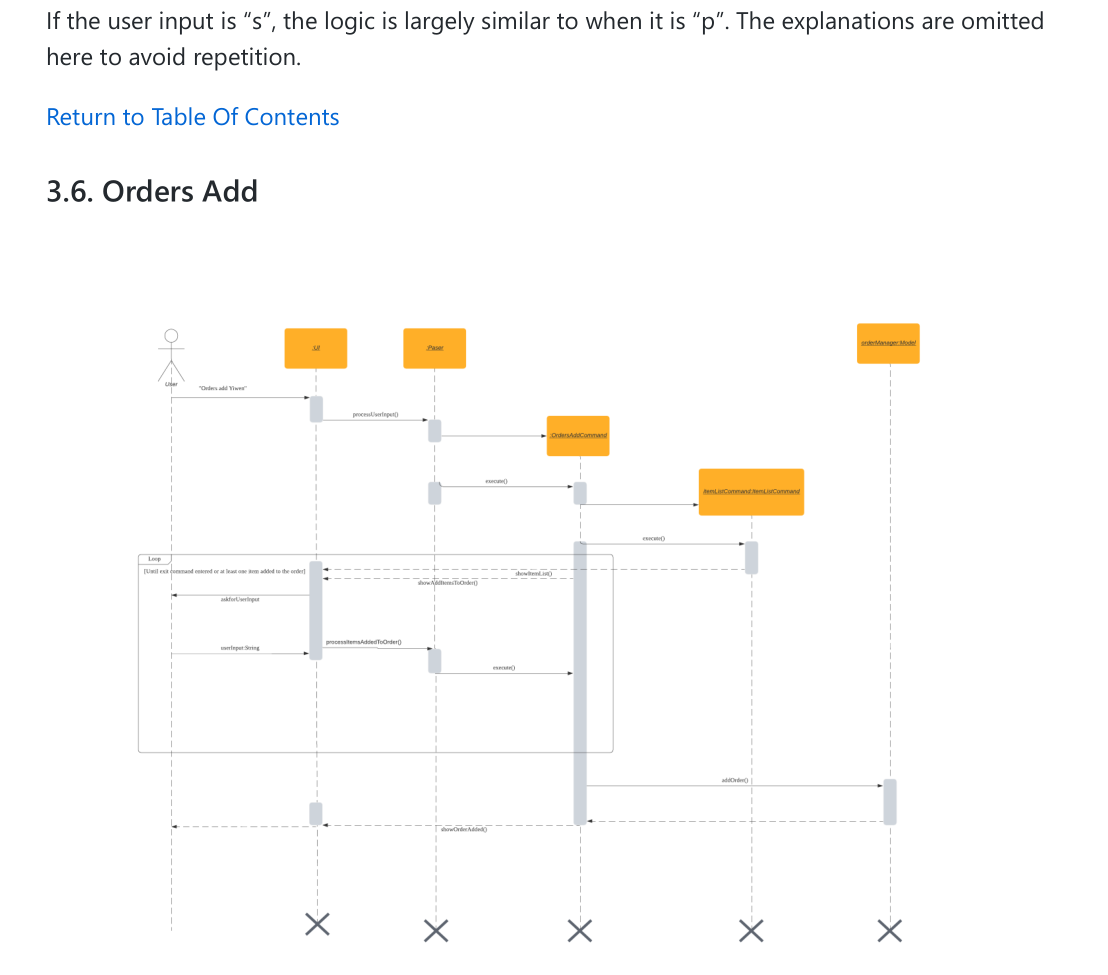 If the user input is “s”, the logic is largely similar to when it is “p”. The explanations are omitted
here to avoid repetition.
Return to Table Of Contents
3.6. Orders Add
:UI
:Paser
orderManager:Model
User
"Orders add Yiwen"
processUserInput()
:OrdersAddCommand
execute()
ItemListCommand:ItemListCommand
execute()
Loop
[Until exit command entered or at least one item added to the order]
showItemList()
showAddItemsToOrder()
askforUserInput
processItemsAddedToOrder()
userInput:String
execute()
addOrder()
showOrderAdded()